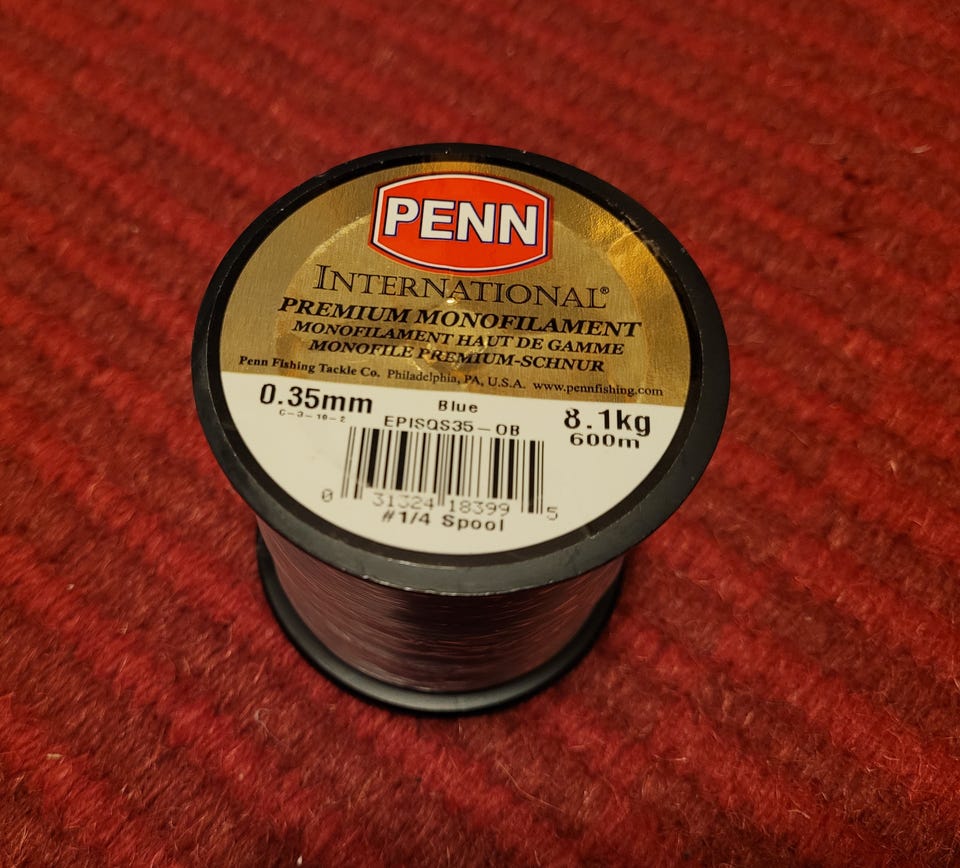 PENN
INTERNATIONAL®
PREMIUM MONOFILAMENT
MONOFILAMENT HAUT DE GAMME
MONOFILE PREMIUM-SCHNUR
Penn Fishing Tackle Co. Philadelphia, PA, U.S.A. www.pennfishing.com
0.35mm Blue 8.1kg
C-3-10-2 EPISQS35-OB 600m
0 31324 18399 5
#1/4 Spool